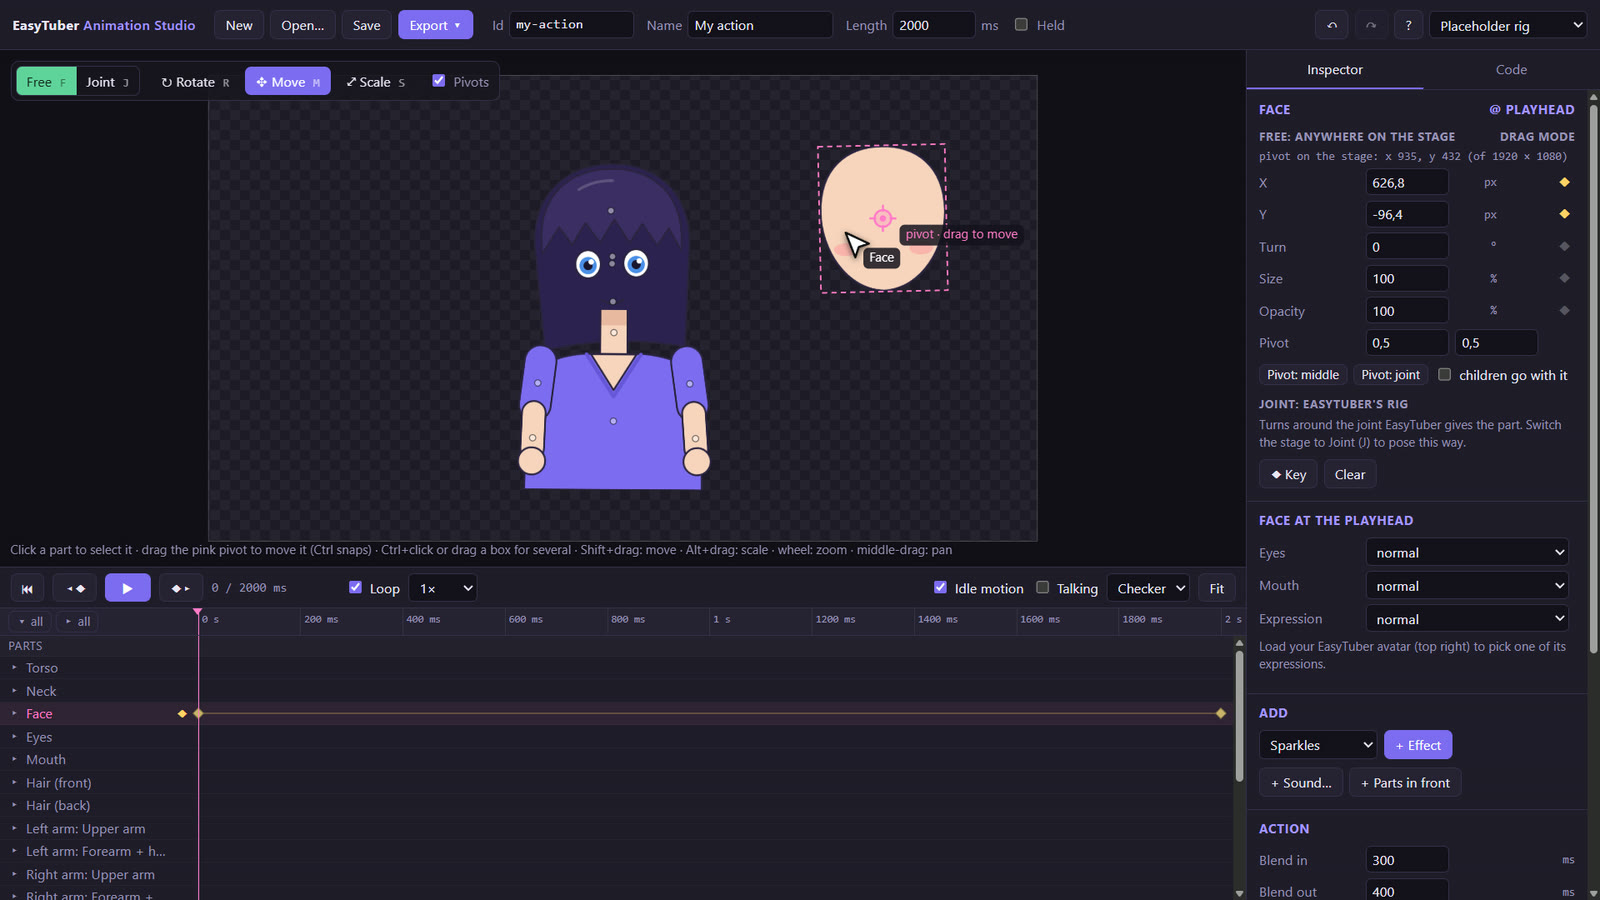 EasyTuber Animation Studio New Open... Save Export ▾ Id my-action Name My action Length 2000 ms Held ? Placeholder rig
Free F Joint J Rotate R Move M Scale S Pivots
pivot · drag to move
Face
Click a part to select it · drag the pink pivot to move it (Ctrl snaps) · Ctrl+click or drag a box for several · Shift+drag: move · Alt+drag: scale · wheel: zoom · middle-drag: pan
0 / 2000 ms Loop 1× Idle motion Talking Checker Fit
▾ all ▸ all 0 s 200 ms 400 ms 600 ms 800 ms 1 s 1200 ms 1400 ms 1600 ms 1800 ms 2 s
PARTS
Torso
Neck
Face
Eyes
Mouth
Hair (front)
Hair (back)
Left arm: Upper arm
Left arm: Forearm + h...
Right arm: Upper arm
Right arm: Forearm +
Inspector Code
FACE @ PLAYHEAD
FREE: ANYWHERE ON THE STAGE DRAG MODE
pivot on the stage: x 935, y 432 (of 1920 × 1080)
X 626,8 px
Y -96,4 px
Turn 0 °
Size 100 %
Opacity 100 %
Pivot 0,5 0,5
Pivot: middle Pivot: joint children go with it
JOINT: EASYTUBER'S RIG
Turns around the joint EasyTuber gives the part. Switch
the stage to Joint (J) to pose this way.
◆ Key Clear
FACE AT THE PLAYHEAD
Eyes normal
Mouth normal
Expression normal
Load your EasyTuber avatar (top right) to pick one of its
expressions.
ADD
Sparkles + Effect
+ Sound... + Parts in front
ACTION
Blend in 300 ms
Blend out 400 ms